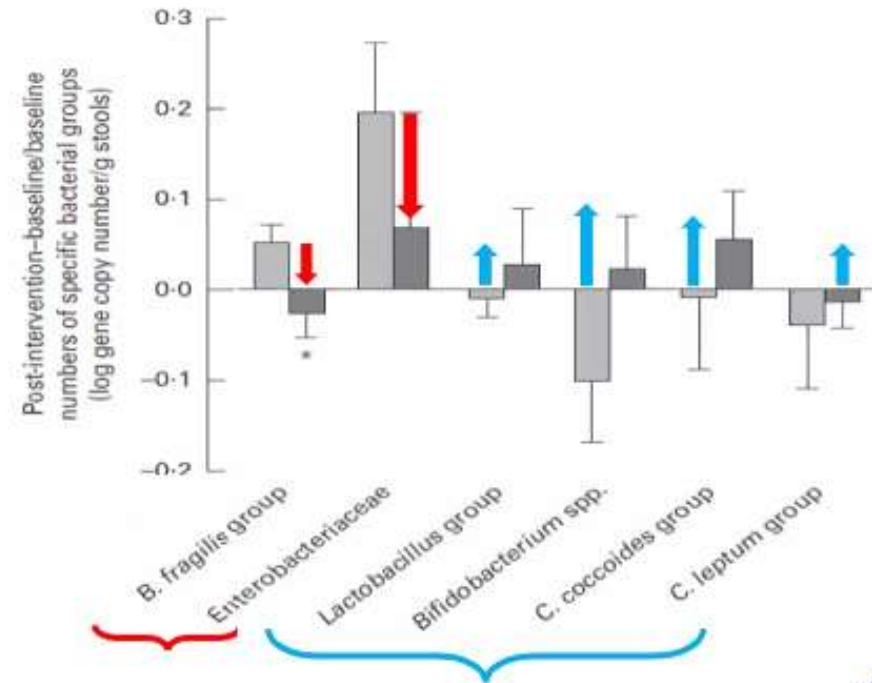 Post-intervention–baseline/baseline
numbers of specific bacterial groups
(log gene copy number/g stools)
0·3
0·2
0·1
0·0
–0·1
–0·2
*
B. fragilis group
Enterobacteriaceae
Lactobacillus group
Bifidobacterium spp.
C. coccoides group
C. leptum group